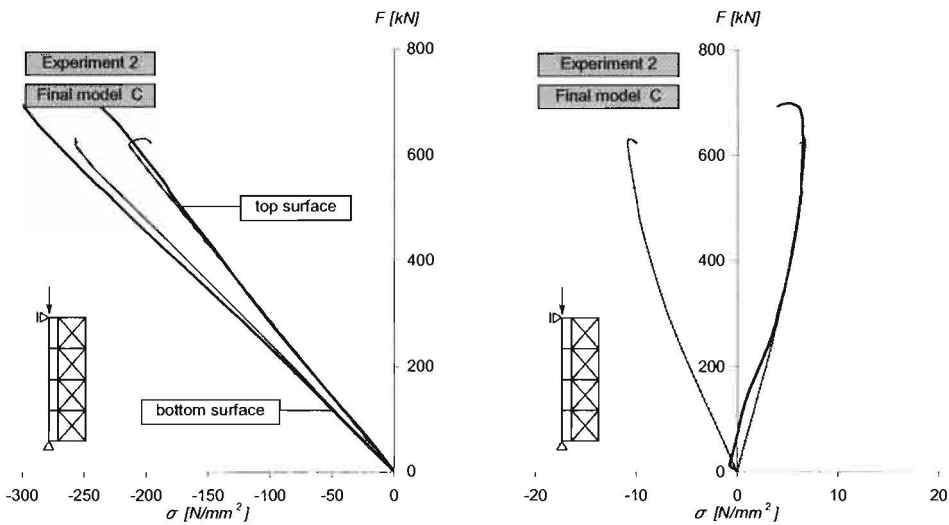 F [kN]
800
Experiment 2
Final model C
600
top surface
400
200
bottom surface
0
-300 -250 -200 -150 -100 -50 0
σ [N/mm²]
F [kN]
800
Experiment 2
Final model C
600
400
200
0
-20 -10 0 10 20
σ [N/mm²]